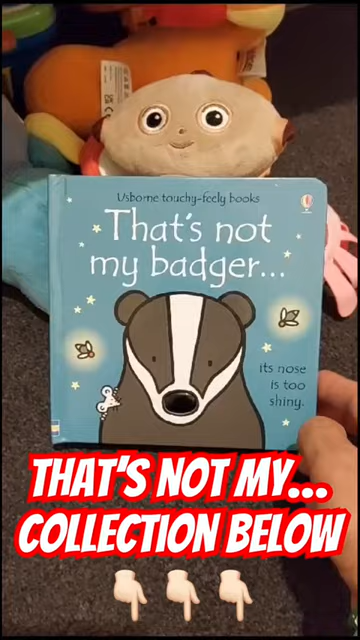 Usborne touchy-feely books
That's not
my badger...
its nose
is too
shiny.
THAT'S NOT MY...
COLLECTION BELOW